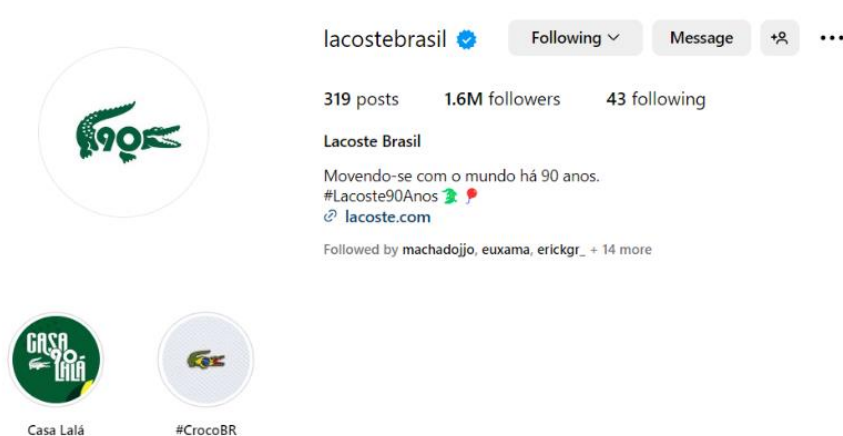 lacostebrasil
Following
Message
319 posts 1.6M followers 43 following
90
Lacoste Brasil
Movendo-se com o mundo há 90 anos.
#Lacoste90Anos
lacoste.com
Followed by machadojjo, euxama, erickgr_ + 14 more
CASA
90
LALÁ
Casa Lalá
#CrocoBR